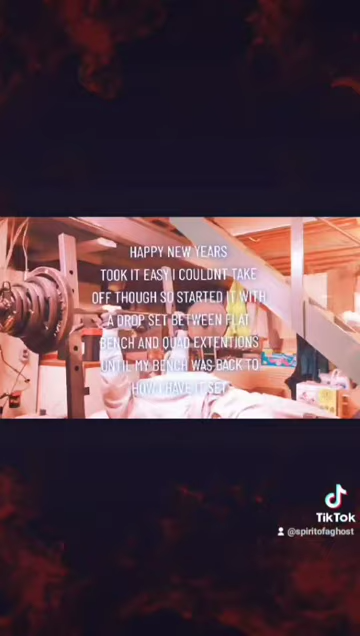 HAPPY NEW YEARS
TOOK IT EASY I COULDNT TAKE
OFF THOUGH SO STARTED IT WITH
A DROP SET BETWEEN FLAT
BENCH AND QUAD EXTENTIONS
UNTIL MY BENCH WAS BACK TO
HOW I HAVE IT SET
TikTok
@spiritofaghost